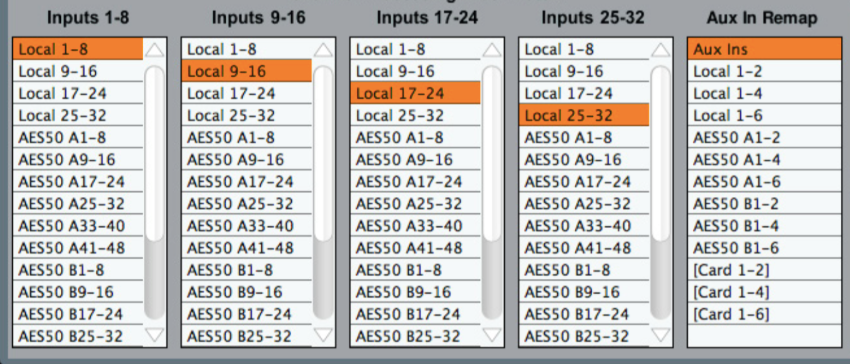 Inputs 1-8
Local 1-8
Local 9-16
Local 17-24
Local 25-32
AES50 A1-8
AES50 A9-16
AES50 A17-24
AES50 A25-32
AES50 A33-40
AES50 A41-48
AES50 B1-8
AES50 B9-16
AES50 B17-24
AES50 B25-32
Inputs 9-16
Local 1-8
Local 9-16
Local 17-24
Local 25-32
AES50 A1-8
AES50 A9-16
AES50 A17-24
AES50 A25-32
AES50 A33-40
AES50 A41-48
AES50 B1-8
AES50 B9-16
AES50 B17-24
AES50 B25-32
Inputs 17-24
Local 1-8
Local 9-16
Local 17-24
Local 25-32
AES50 A1-8
AES50 A9-16
AES50 A17-24
AES50 A25-32
AES50 A33-40
AES50 A41-48
AES50 B1-8
AES50 B9-16
AES50 B17-24
AES50 B25-32
Inputs 25-32
Local 1-8
Local 9-16
Local 17-24
Local 25-32
AES50 A1-8
AES50 A9-16
AES50 A17-24
AES50 A25-32
AES50 A33-40
AES50 A41-48
AES50 B1-8
AES50 B9-16
AES50 B17-24
AES50 B25-32
Aux In Remap
Aux Ins
Local 1-2
Local 1-4
Local 1-6
AES50 A1-2
AES50 A1-4
AES50 A1-6
AES50 B1-2
AES50 B1-4
AES50 B1-6
[Card 1-2]
[Card 1-4]
[Card 1-6]